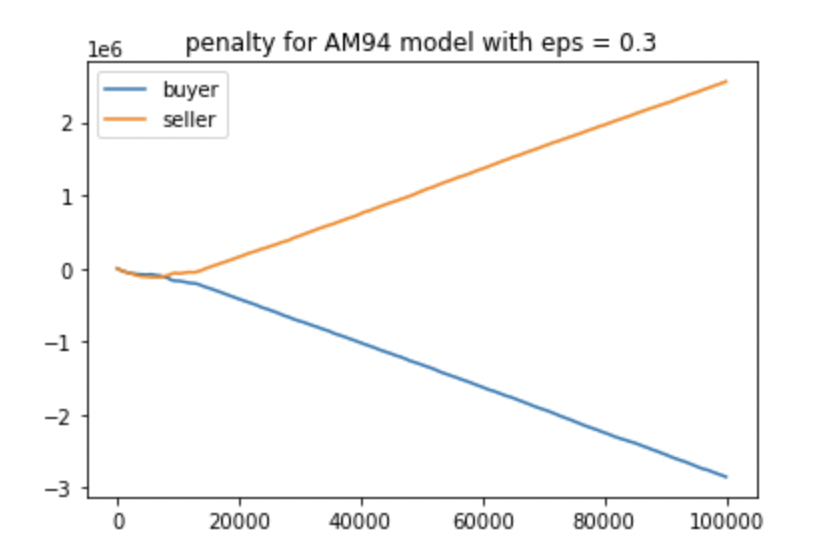 penalty for AM94 model with eps = 0.3
1e6
buyer
seller
2
1
0
−1
−2
−3
0 20000 40000 60000 80000 100000